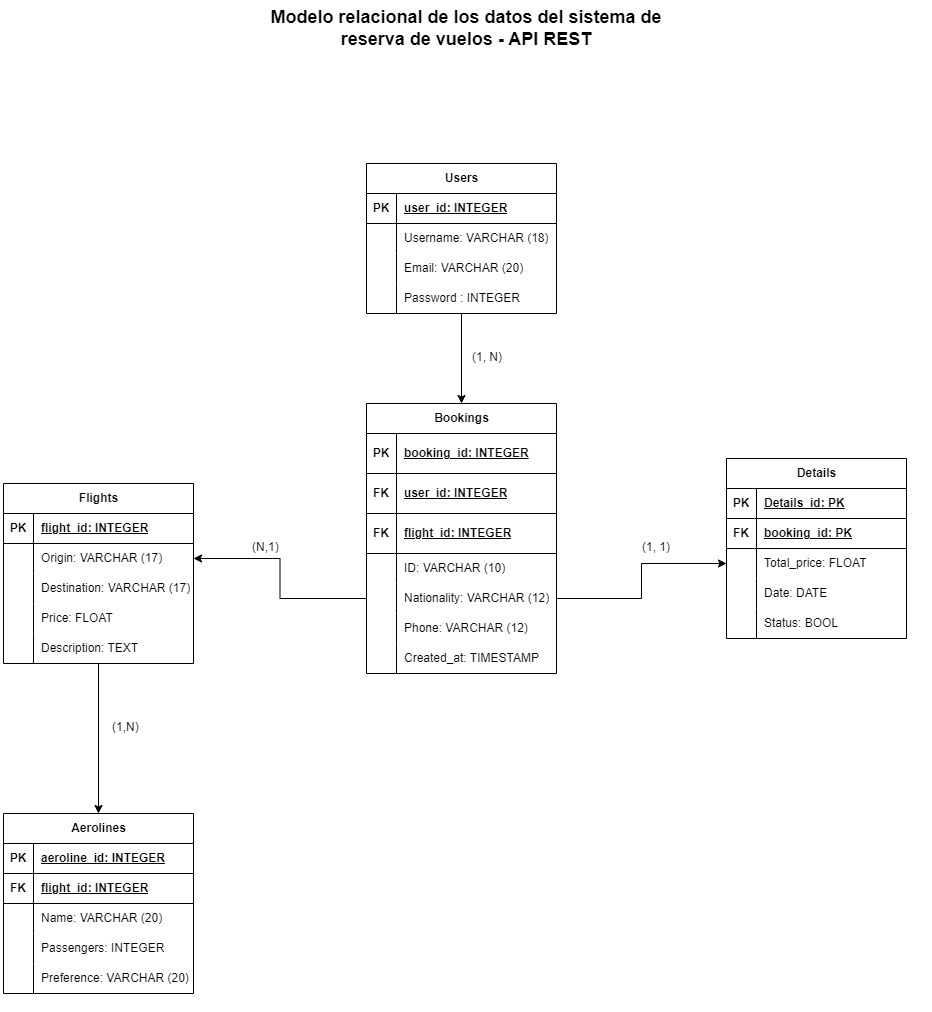 Modelo relacional de los datos del sistema de
reserva de vuelos - API REST
Users
PK user_id: INTEGER
Username: VARCHAR (18)
Email: VARCHAR (20)
Password : INTEGER
(1, N)
Bookings
PK booking_id: INTEGER
FK user_id: INTEGER
FK flight_id: INTEGER
ID: VARCHAR (10)
Nationality: VARCHAR (12)
Phone: VARCHAR (12)
Created_at: TIMESTAMP
(N,1)
Flights
PK flight_id: INTEGER
Origin: VARCHAR (17)
Destination: VARCHAR (17)
Price: FLOAT
Description: TEXT
(1, 1)
Details
PK Details_id: PK
FK booking_id: PK
Total_price: FLOAT
Date: DATE
Status: BOOL
(1,N)
Aerolines
PK aeroline_id: INTEGER
FK flight_id: INTEGER
Name: VARCHAR (20)
Passengers: INTEGER
Preference: VARCHAR (20)